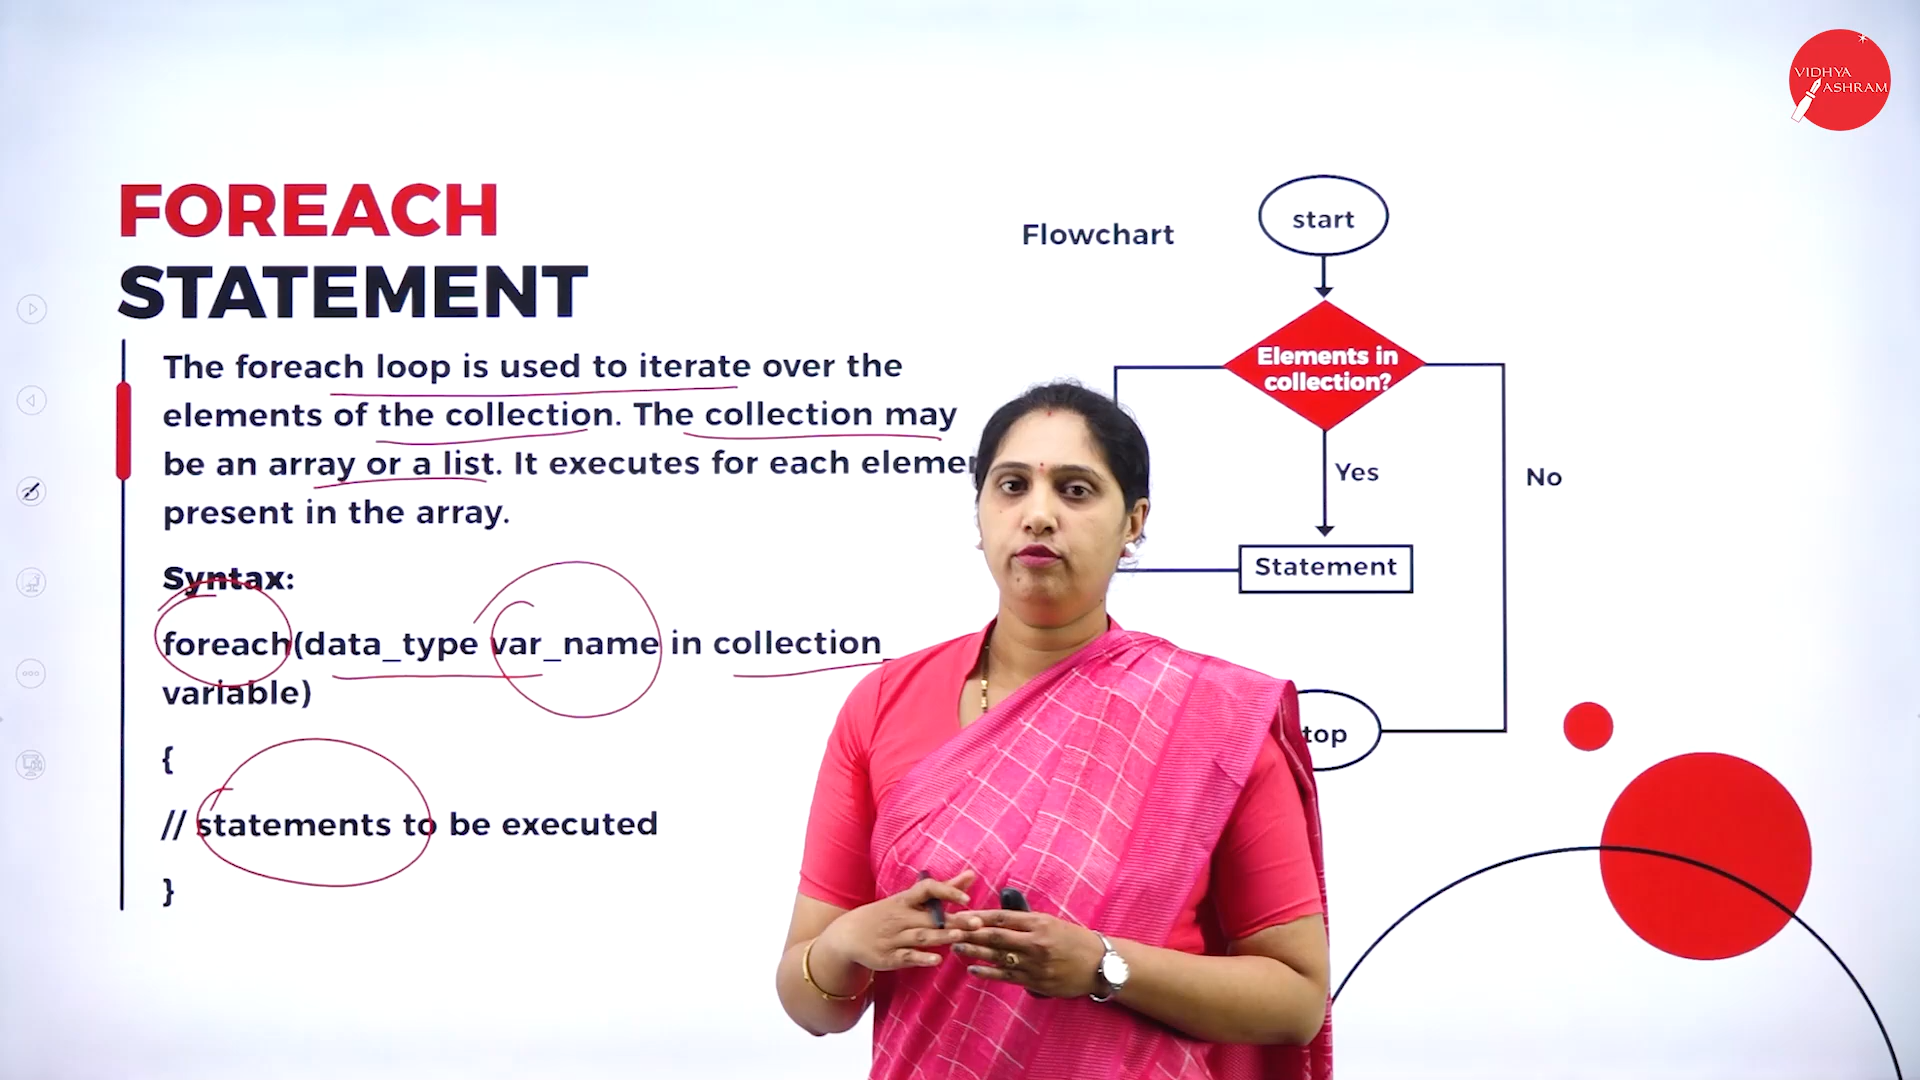 VIDHYA
ASHRAM
FOREACH
STATEMENT
The foreach loop is used to iterate over the
elements of the collection. The collection may
be an array or a list. It executes for each elemen
present in the array.
Syntax:
foreach(data_type var_name in collection_
variable)
{
// statements to be executed
}
Flowchart
start
Elements in
collection?
Yes
No
Statement
top